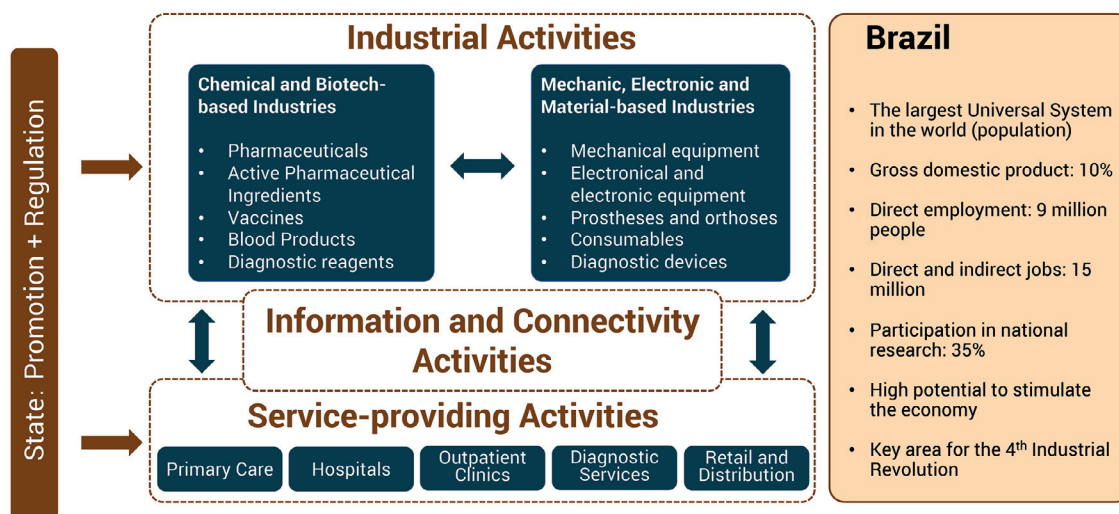 State: Promotion + Regulation
Industrial Activities
Chemical and Biotech-
based Industries
• Pharmaceuticals
• Active Pharmaceutical
Ingredients
• Vaccines
• Blood Products
• Diagnostic reagents
Mechanic, Electronic and
Material-based Industries
• Mechanical equipment
• Electronical and
electronic equipment
• Prostheses and orthoses
• Consumables
• Diagnostic devices
Information and Connectivity
Activities
Service-providing Activities
Primary Care
Hospitals
Outpatient
Clinics
Diagnostic
Services
Retail and
Distribution
Brazil
• The largest Universal System
in the world (population)
• Gross domestic product: 10%
• Direct employment: 9 million
people
• Direct and indirect jobs: 15
million
• Participation in national
research: 35%
• High potential to stimulate
the economy
• Key area for the 4th Industrial
Revolution